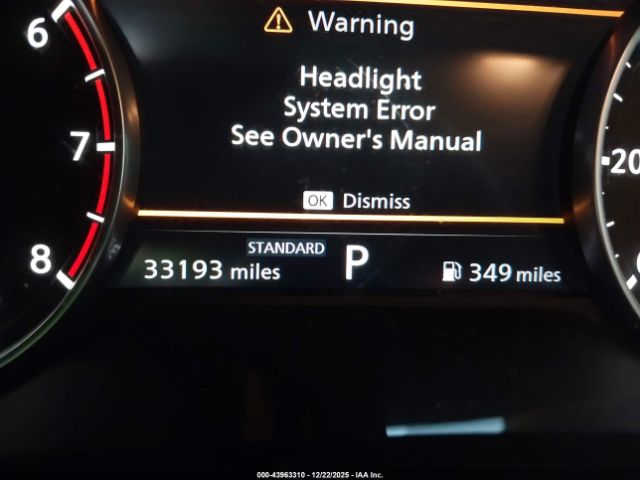 6
Warning
Headlight
System Error
See Owner's Manual
7
20
OK Dismiss
STANDARD
8
33193 miles
P
349 miles
000-43963310 - 12/22/2025 - IAA Inc.